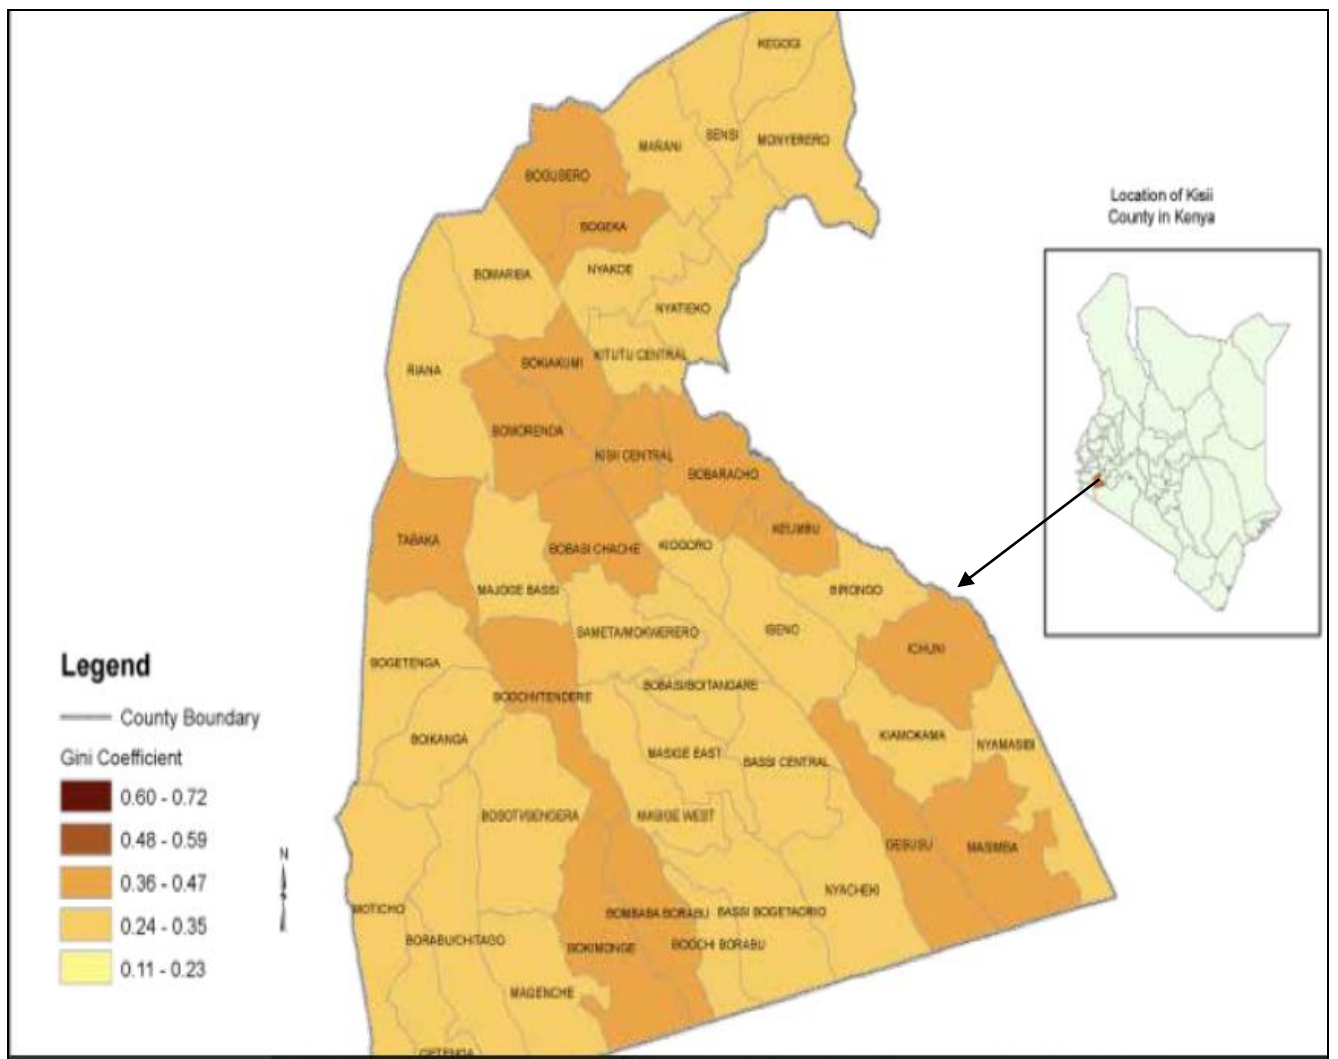 KEGOGI
SENSI
MARANI
MONYERERO
BOGUSERO
BOGEKA
Location of Kisii
County in Kenya
NYAKOE
BOMARIBA
NYATIEKO
KITUTU CENTRAL
BOKIAKUMI
RIANA
BOMORENDA
KISII CENTRAL
BOBARACHO
KEUMBU
TABAKA
BOBASI CHACHE
KIOGORO
MAJOGE BASSI
BIRONGO
IBENO
SAMETA/MOKWERERO
ICHUNI
BOGETENGA
BOBASI/BOITANGARE
BOOCHI/TENDERE
BOIKANGA
KIAMOKAMA
NYAMASIBI
MASIGE EAST
BASSI CENTRAL
BOSOTI/SENGERA
MASIGE WEST
GESUSU
MASIMBA
NYACHEKI
MOTICHO
BOMBABA BORABU
BASSI BOGETAORIO
BORABU/CHITAGO
BOKIMONGE
BOOCHI BORABU
MAGENCHE
GETENGA
Legend
County Boundary
Gini Coefficient
0.60 - 0.72
0.48 - 0.59
0.36 - 0.47
0.24 - 0.35
0.11 - 0.23
N